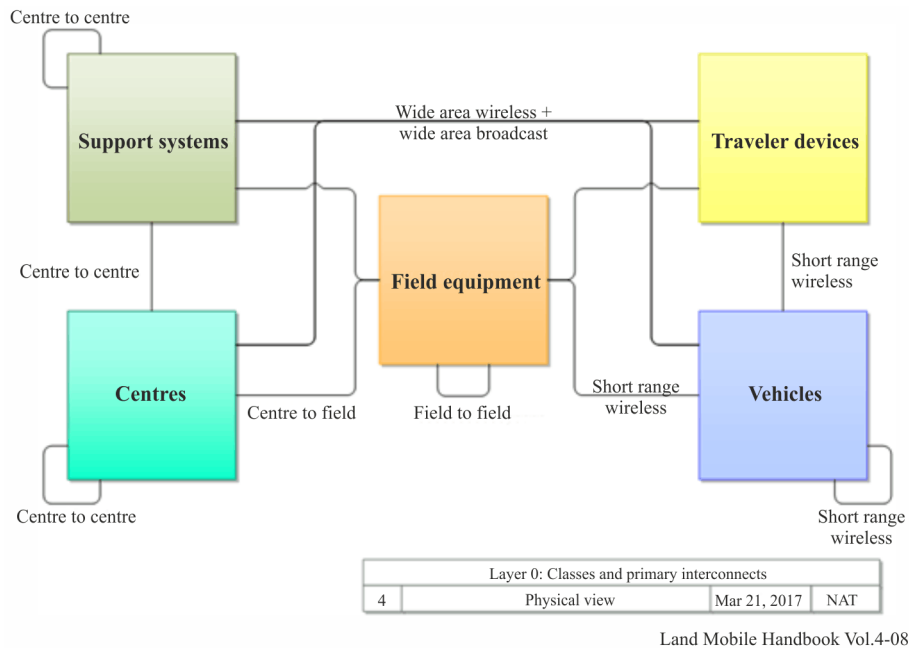 Centre to centre
Support systems
Wide area wireless +
wide area broadcast
Traveler devices
Centre to centre
Field equipment
Short range
wireless
Centres
Centre to field
Field to field
Short range
wireless
Vehicles
Centre to centre
Short range
wireless
Layer 0: Classes and primary interconnects
4 Physical view Mar 21, 2017 NAT
Land Mobile Handbook Vol.4-08